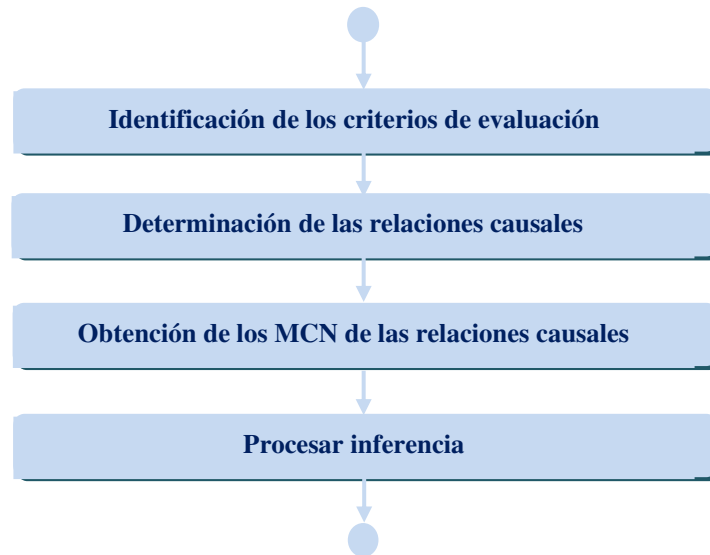 Identificación de los criterios de evaluación
Determinación de las relaciones causales
Obtención de los MCN de las relaciones causales
Procesar inferencia